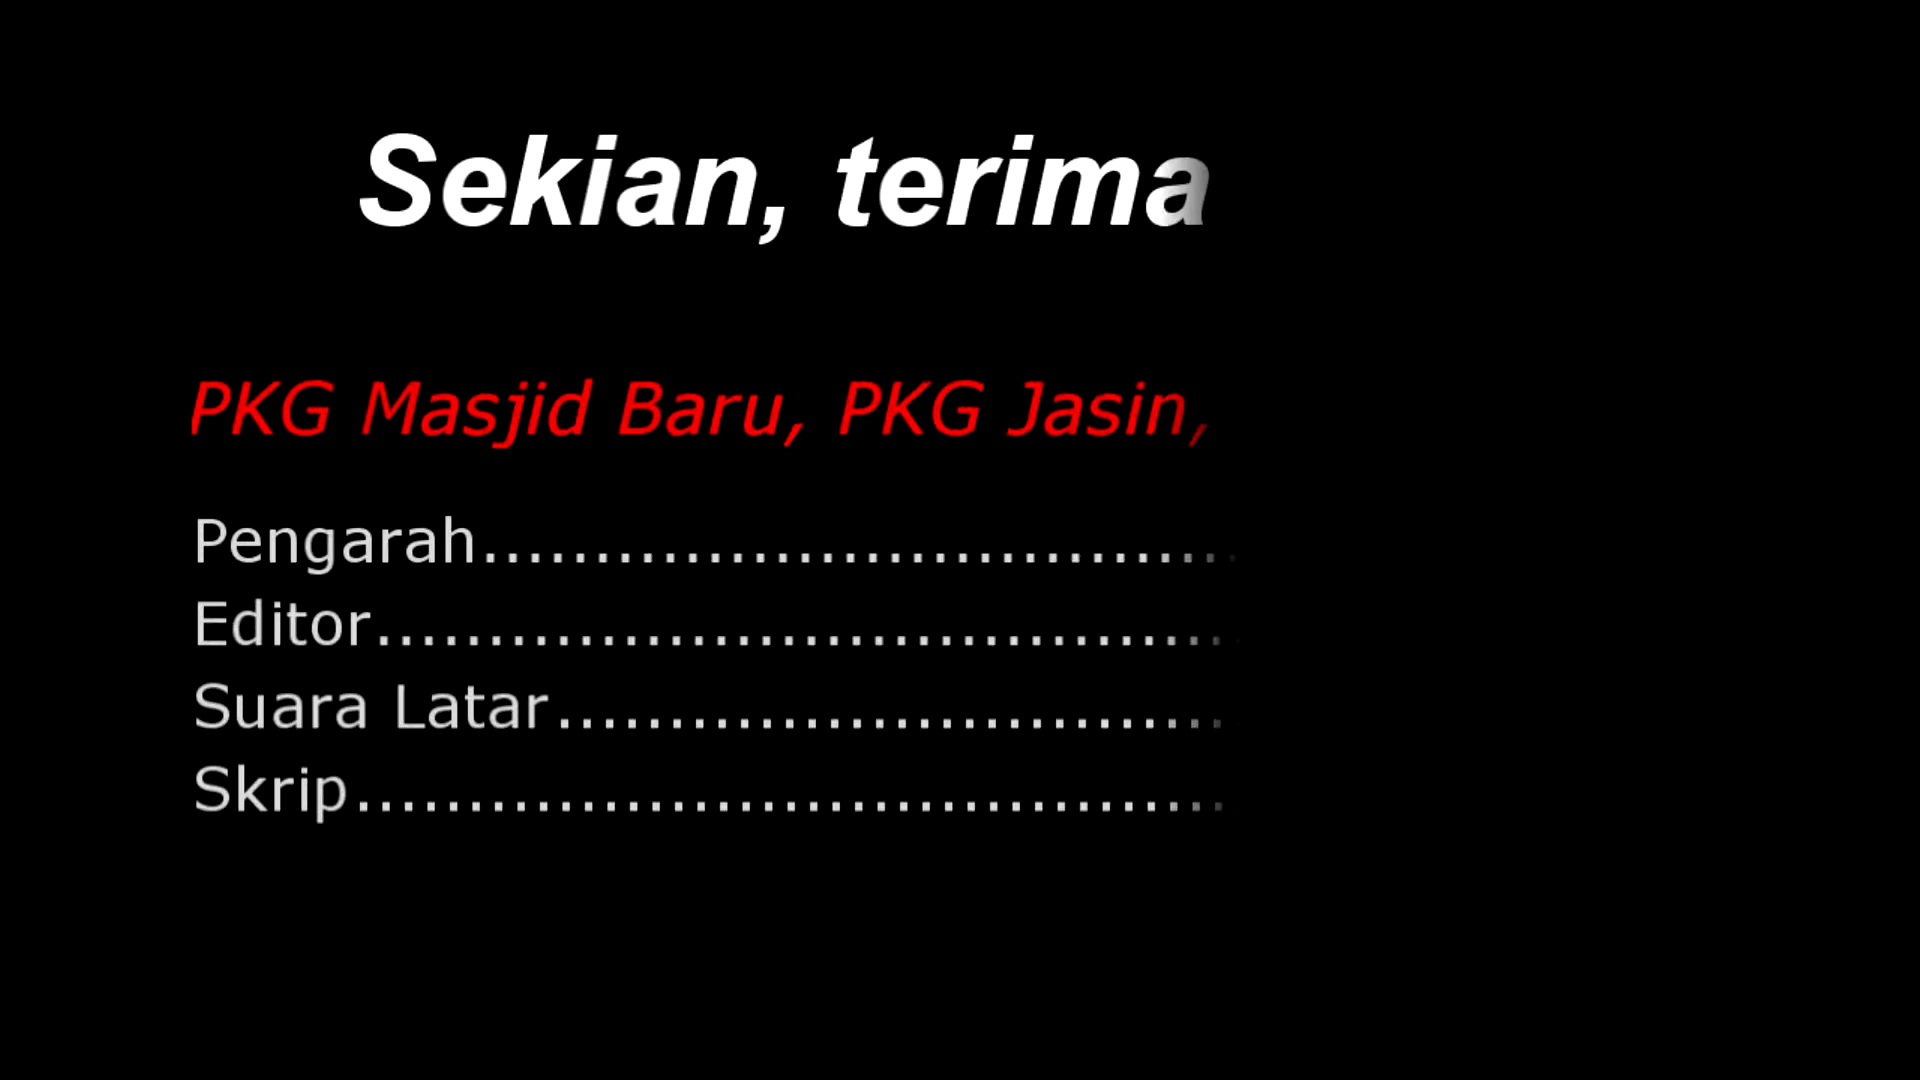 Sekian, terima
PKG Masjid Baru, PKG Jasin,
Pengarah..................................
Editor.......................................
Suara Latar...............................
Skrip.......................................